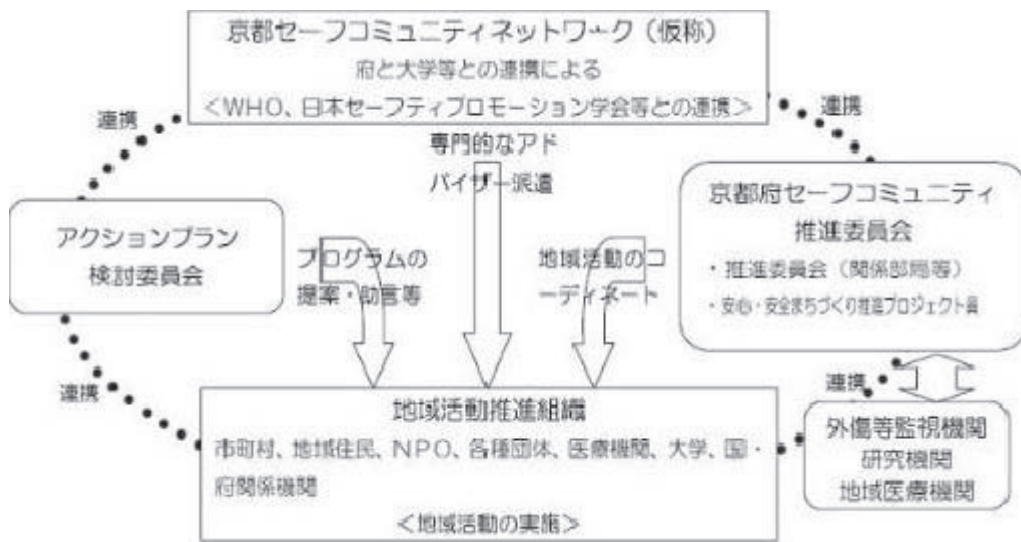 京都セーフコミュニティネットワーク（仮称）
府と大学等との連携による
＜WHO、日本セーフティプロモーション学会等との連携＞
連携
連携
専門的なアド
バイザー派遣
アクションプラン
検討委員会
プログラムの
提案・助言等
地域活動のコ
ーディネート
京都府セーフコミュニティ
推進委員会
・推進委員会（関係部局等）
・安心・安全まちづくり推進プロジェクト員
連携
連携
地域活動推進組織
市町村、地域住民、NPO、各種団体、医療機関、大学、国・
府関係機関
＜地域活動の実施＞
外傷等監視機関
研究機関
地域医療機関